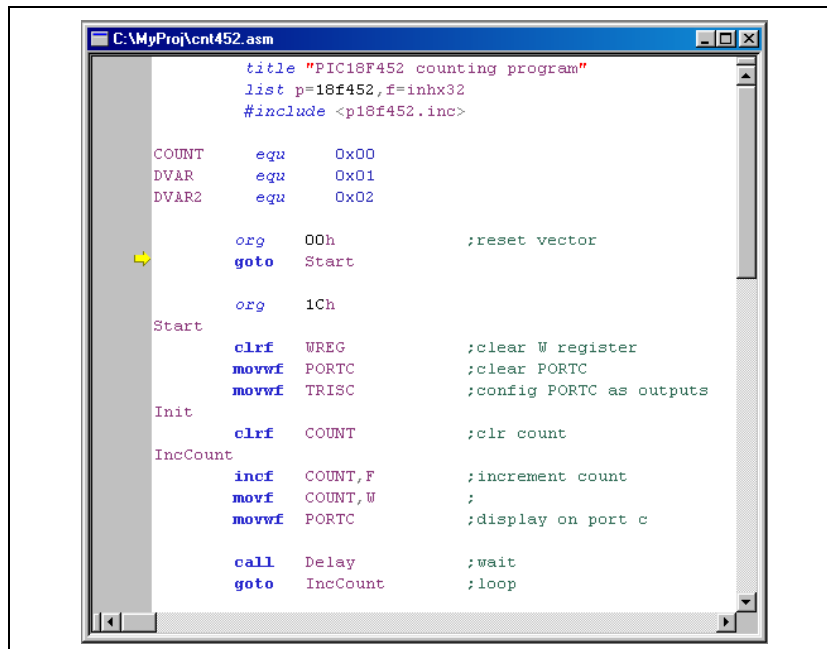 C:\MyProj\cnt452.asm
title "PIC18F452 counting program"
list p=18f452,f=inhx32
#include <p18f452.inc>
COUNT equ 0x00
DVAR equ 0x01
DVAR2 equ 0x02
org 00h ;reset vector
goto Start
org 1Ch
Start
clrf WREG ;clear W register
movwf PORTC ;clear PORTC
movwf TRISC ;config PORTC as outputs
Init
clrf COUNT ;clr count
IncCount
incf COUNT,F ;increment count
movf COUNT,W ;
movwf PORTC ;display on port c
call Delay ;wait
goto IncCount ;loop